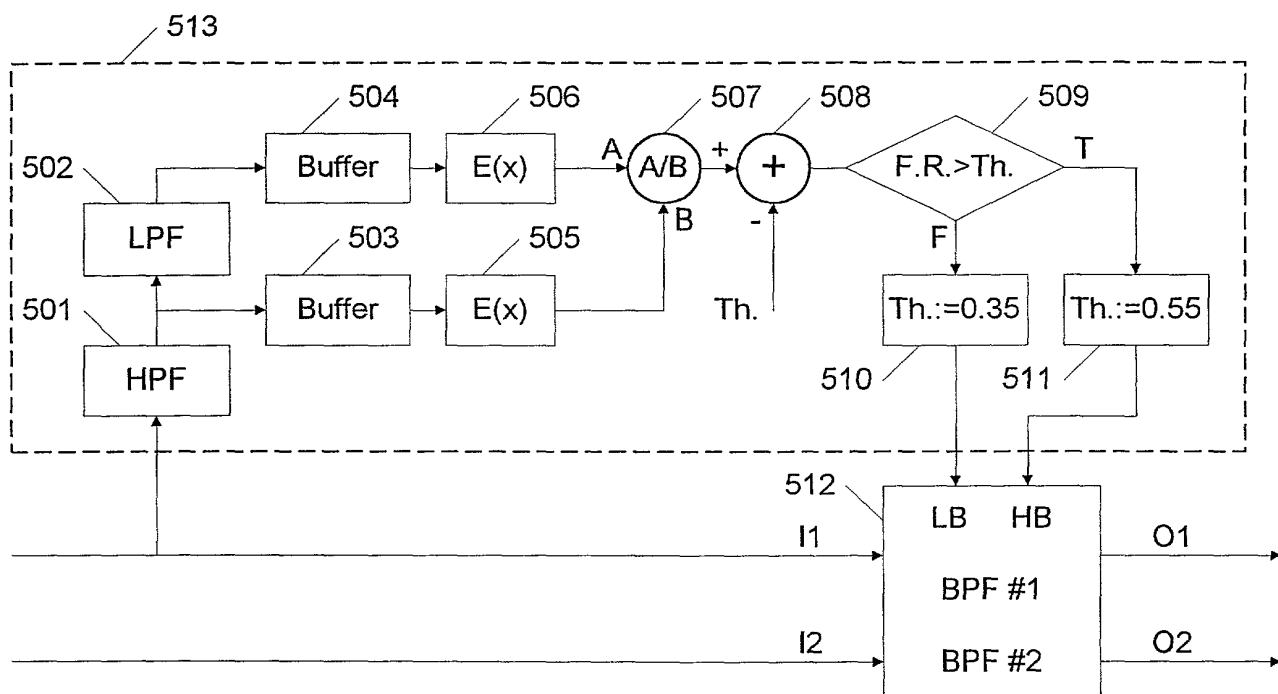 513
504 506 507 508 509
502
Buffer E(x) A A/B + + F.R.>Th. T
LPF
B - F
503 505
501
Buffer E(x) Th. Th.:=0.35 Th.:=0.55
HPF
510 511
512
LB HB
I1 O1
BPF #1
I2 BPF #2 O2